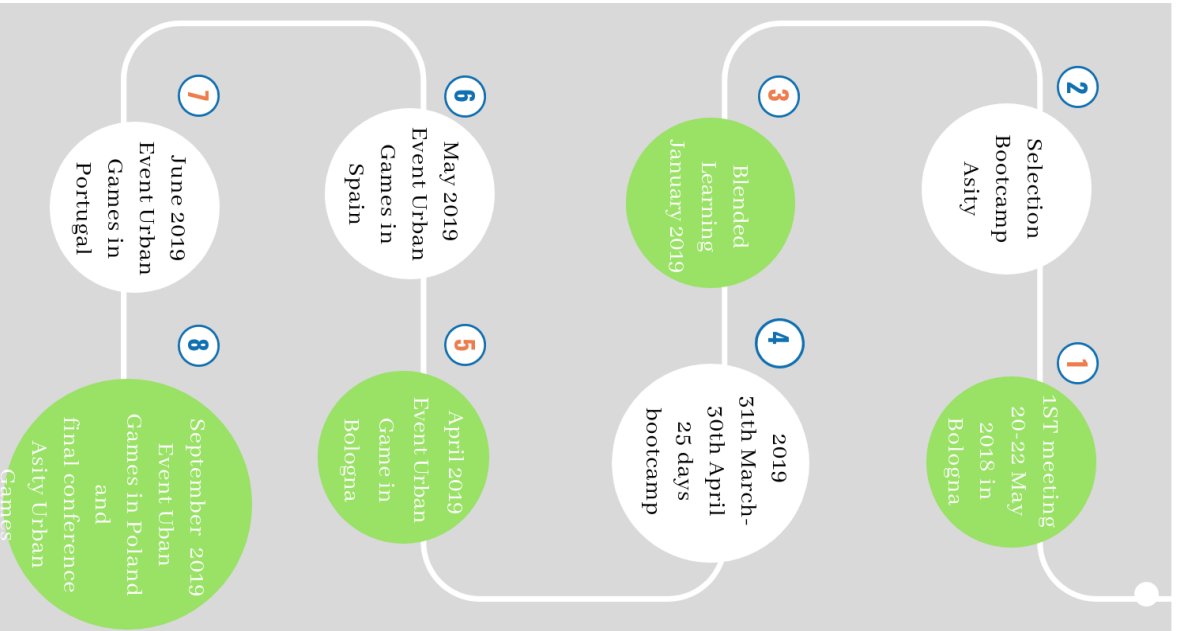 1
1ST meeting
20-22 May
2018 in
Bologna
2
Selection
Bootcamp
Asity
3
Blended
Learning
January 2019
4
2019
31th March-
30th April
25 days
bootcamp
5
April 2019
Event Urban
Game in
Bologna
6
May 2019
Event Urban
Games in
Spain
7
June 2019
Event Urban
Games in
Portugal
8
September 2019
Event Uban
Games in Poland
and
final conference
Asity Urban
Games